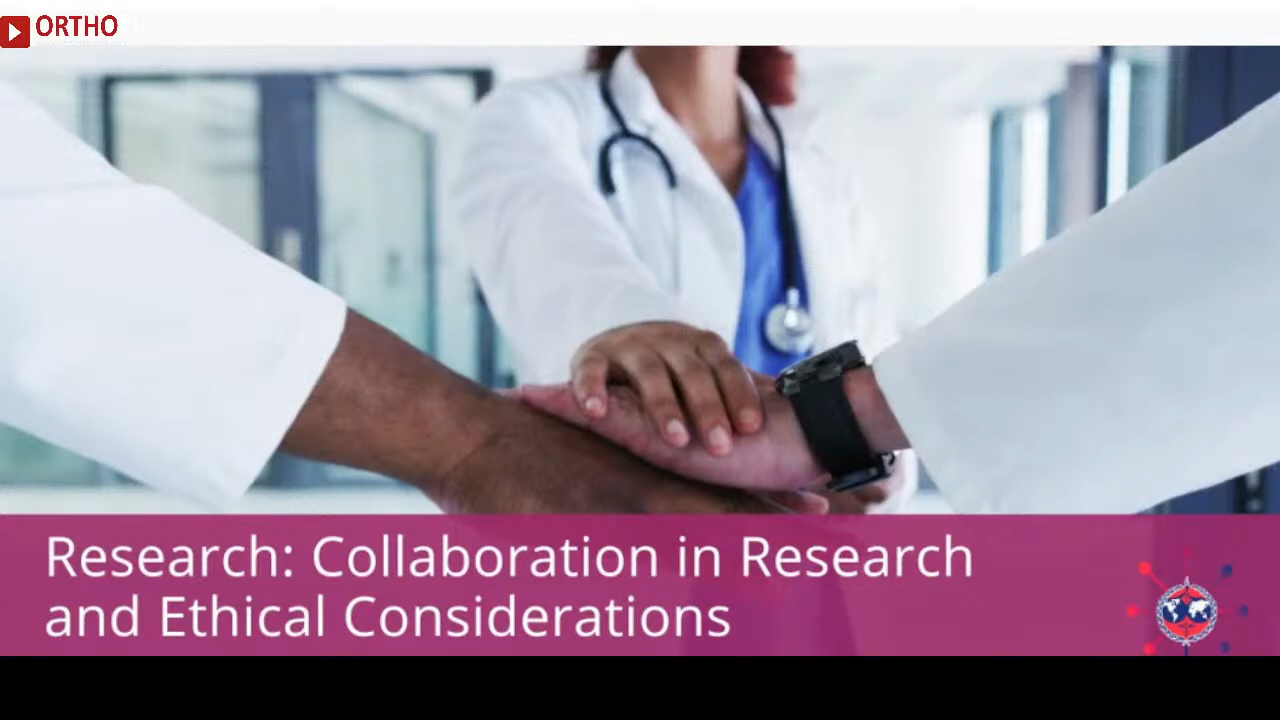 ORTHO
Research: Collaboration in Research
and Ethical Considerations